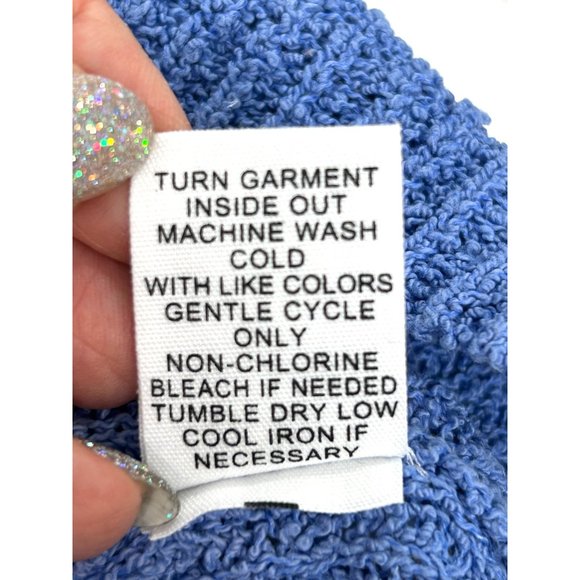 TURN GARMENT
INSIDE OUT
MACHINE WASH
COLD
WITH LIKE COLORS
GENTLE CYCLE
ONLY
NON-CHLORINE
BLEACH IF NEEDED
TUMBLE DRY LOW
COOL IRON IF
NECESSARY